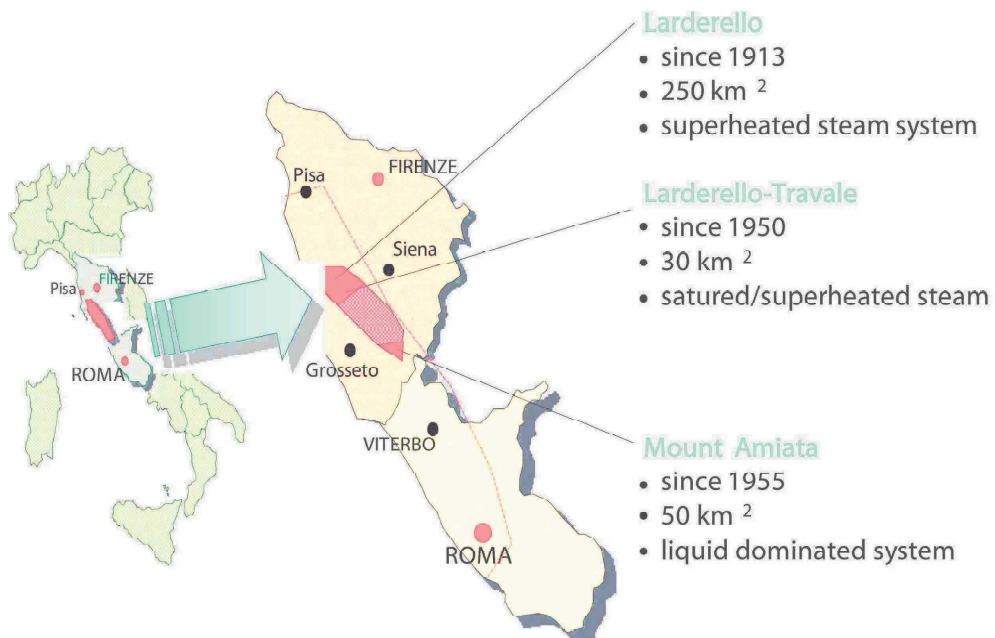 Larderello
• since 1913
• 250 km ²
• superheated steam system
Larderello-Travale
• since 1950
• 30 km ²
• satured/superheated steam
Mount Amiata
• since 1955
• 50 km ²
• liquid dominated system
Pisa
FIRENZE
Siena
Grosseto
VITERBO
ROMA
FIRENZE
Pisa
ROMA